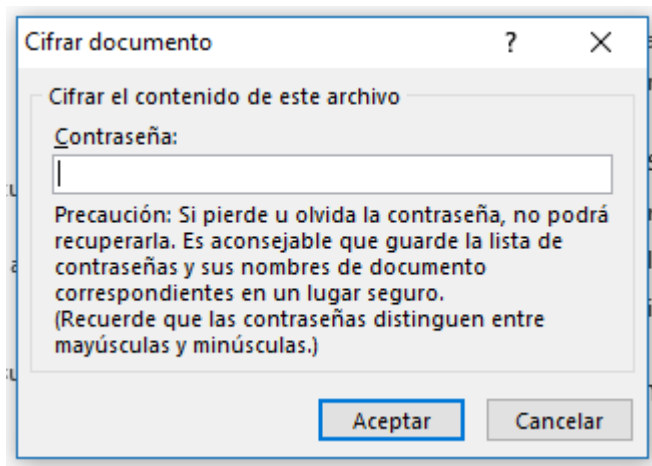 Cifrar documento ?
Cifrar el contenido de este archivo
Contraseña:
Precaución: Si pierde u olvida la contraseña, no podrá
recuperarla. Es aconsejable que guarde la lista de
contraseñas y sus nombres de documento
correspondientes en un lugar seguro.
(Recuerde que las contraseñas distinguen entre
mayúsculas y minúsculas.)
Aceptar Cancelar